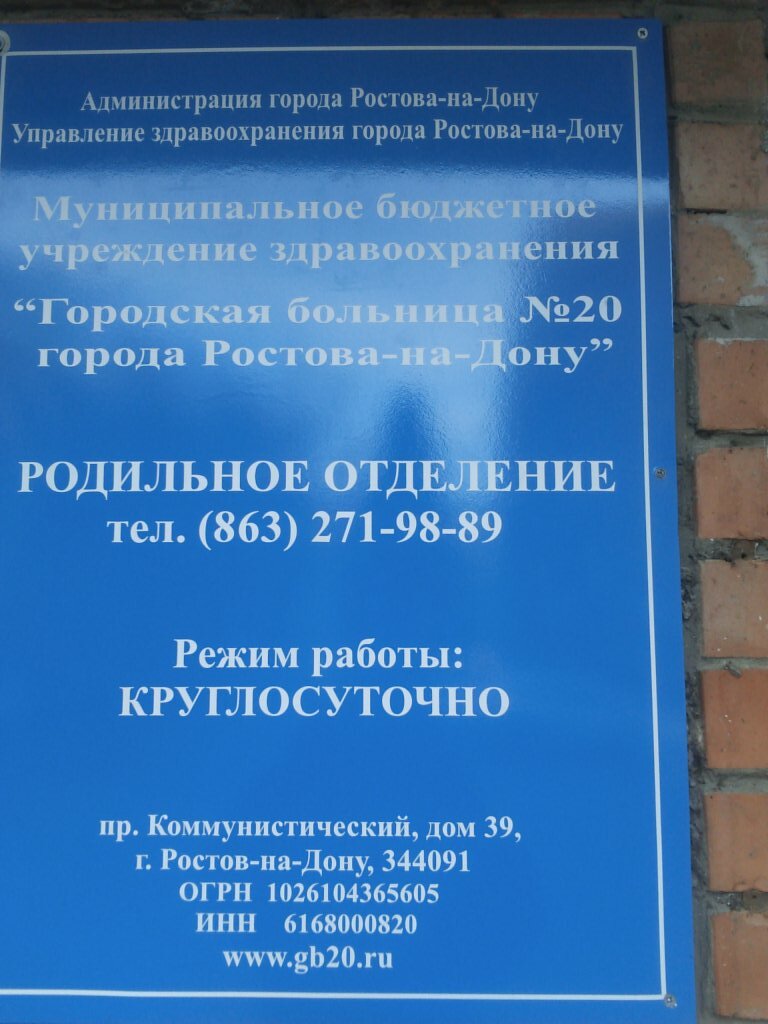 Администрация города Ростова-на-Дону
Управление здравоохранения города Ростова-на-Дону
Муниципальное бюджетное
учреждение здравоохранения
“Городская больница №20
города Ростова-на-Дону”
РОДИЛЬНОЕ ОТДЕЛЕНИЕ
тел. (863) 271-98-89
Режим работы:
КРУГЛОСУТОЧНО
пр. Коммунистический, дом 39,
г. Ростов-на-Дону, 344091
ОГРН 1026104365605
ИНН 6168000820
www.gb20.ru